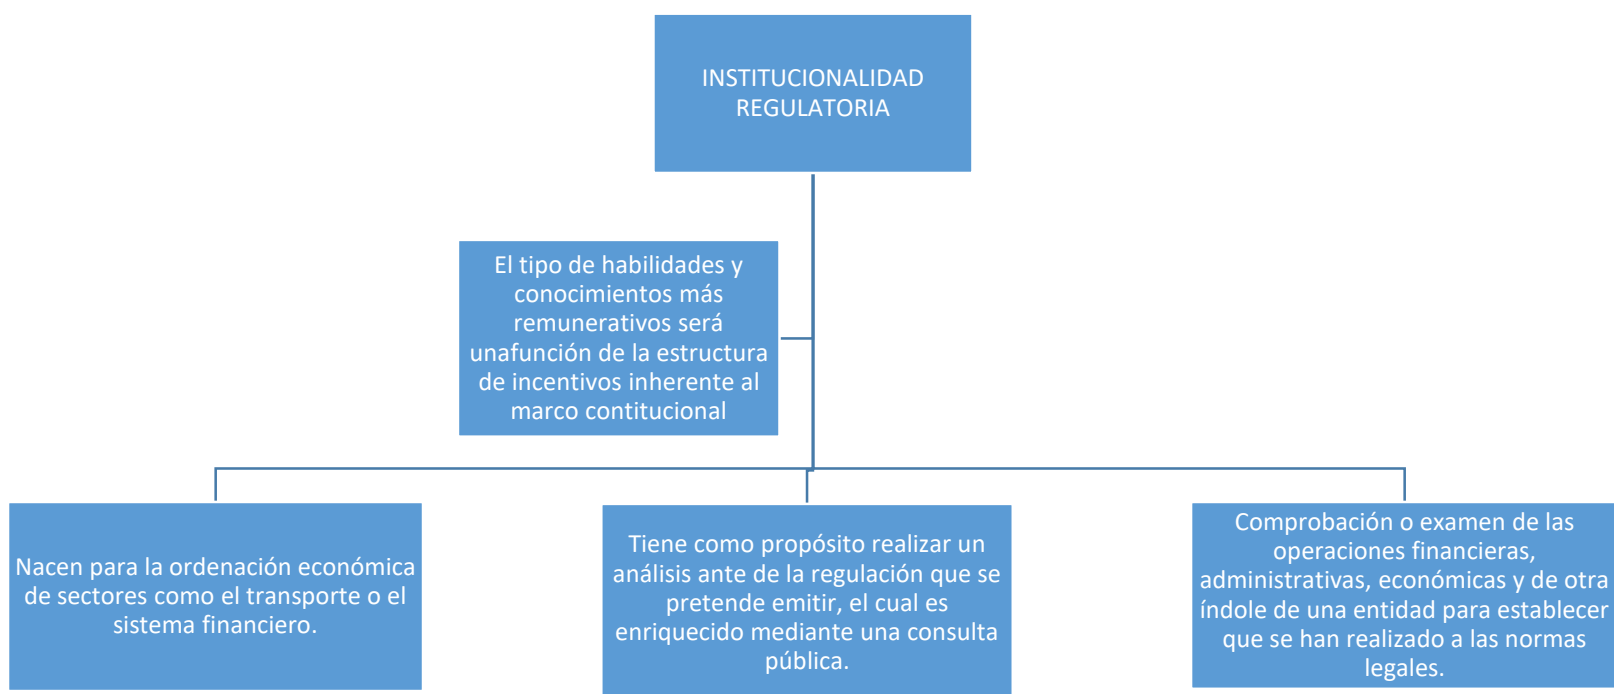 INSTITUCIONALIDAD
REGULATORIA
El tipo de habilidades y
conocimientos más
remunerativos será
unafunción de la estructura
de incentivos inherente al
marco contitucional
Nacen para la ordenación económica
de sectores como el transporte o el
sistema financiero.
Tiene como propósito realizar un
análisis ante de la regulación que se
pretende emitir, el cual es
enriquecido mediante una consulta
pública.
Comprobación o examen de las
operaciones financieras,
administrativas, económicas y de otra
índole de una entidad para establecer
que se han realizado a las normas
legales.